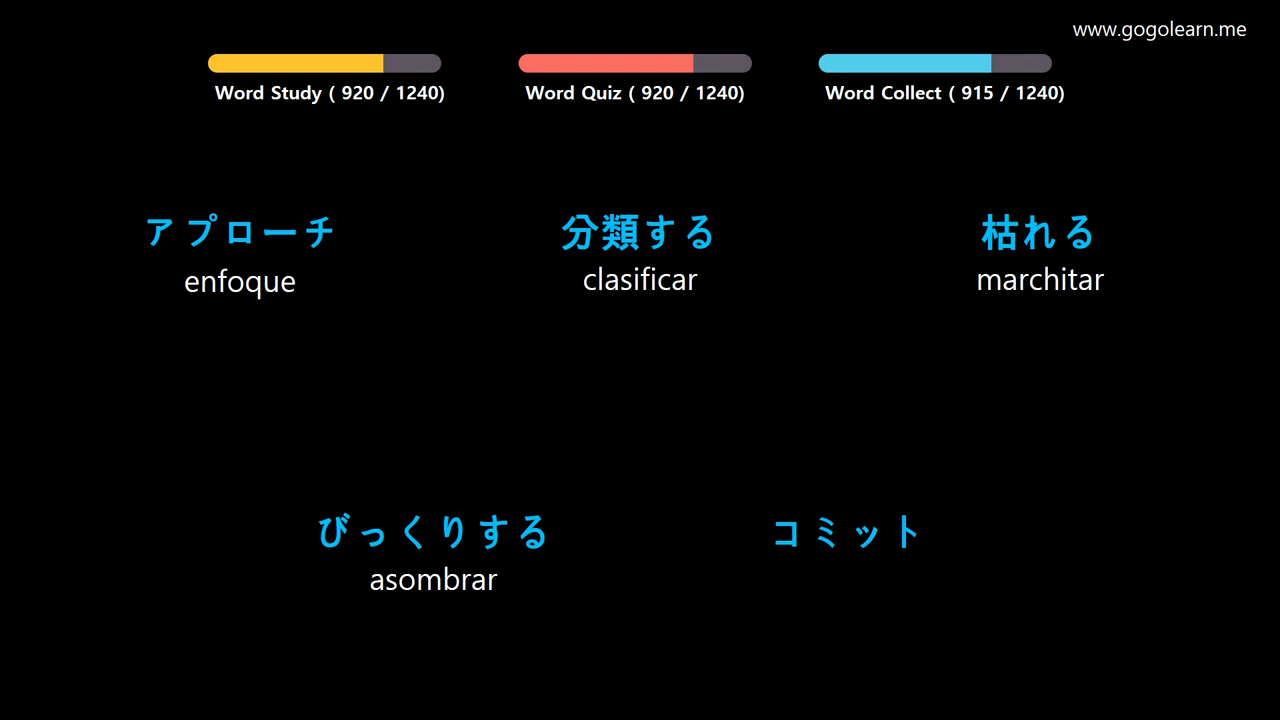 www.gogolearn.me
Word Study ( 920 / 1240)
Word Quiz ( 920 / 1240)
Word Collect ( 915 / 1240)
アプローチ
enfoque
分類する
clasificar
枯れる
marchitar
びっくりする
asombrar
コミット